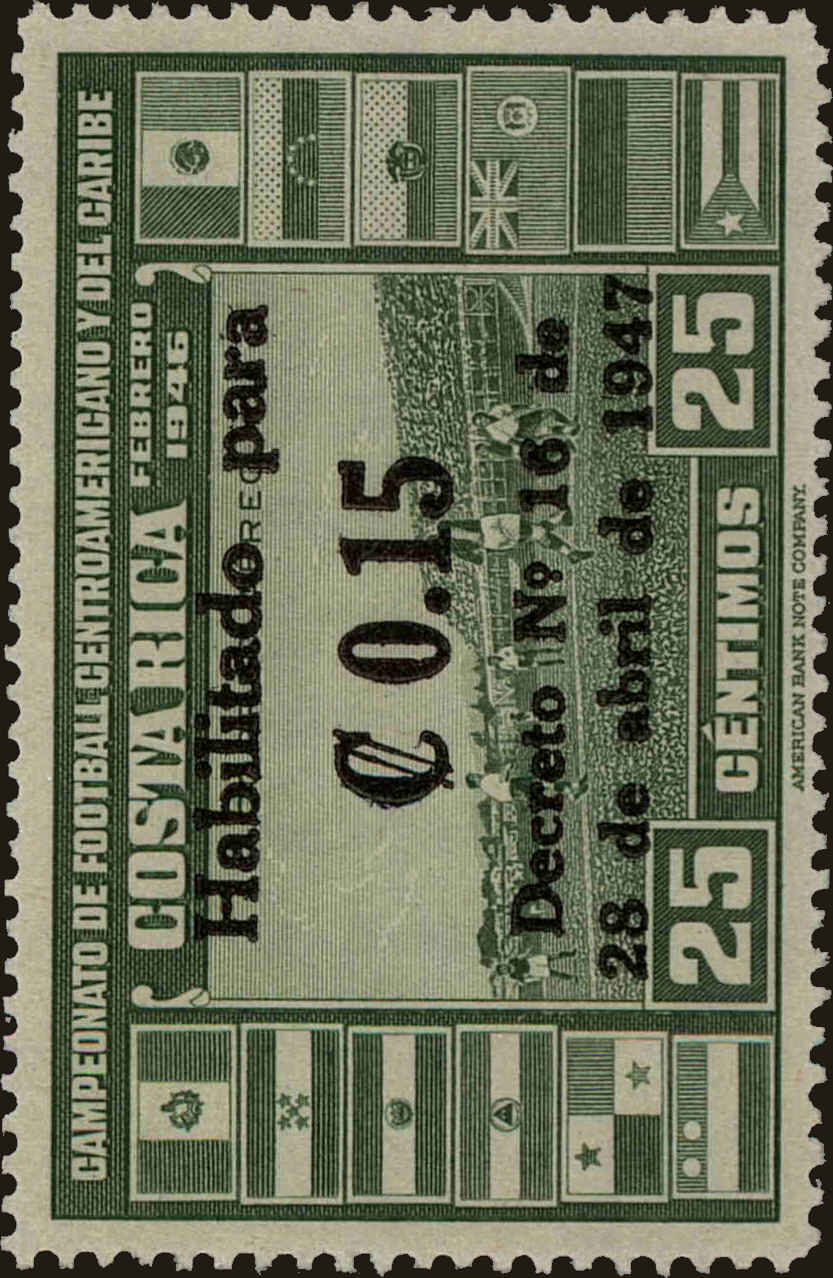 CAMPEONATO DE FOOTBALL CENTROAMERICANO Y DEL CARIBE
COSTA RICA FEBRERO 1946
Habilitado para
₡ 0.15
Decreto Nº 16 de
28 de abril de 1947
25 CÉNTIMOS 25
AMERICAN BANK NOTE COMPANY.